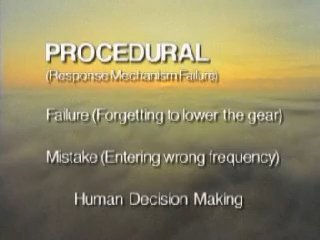 PROCEDURAL
(Response Mechanism Failure)
Failure (Forgetting to lower the gear)
Mistake (Entering wrong frequency)
Human Decision Making